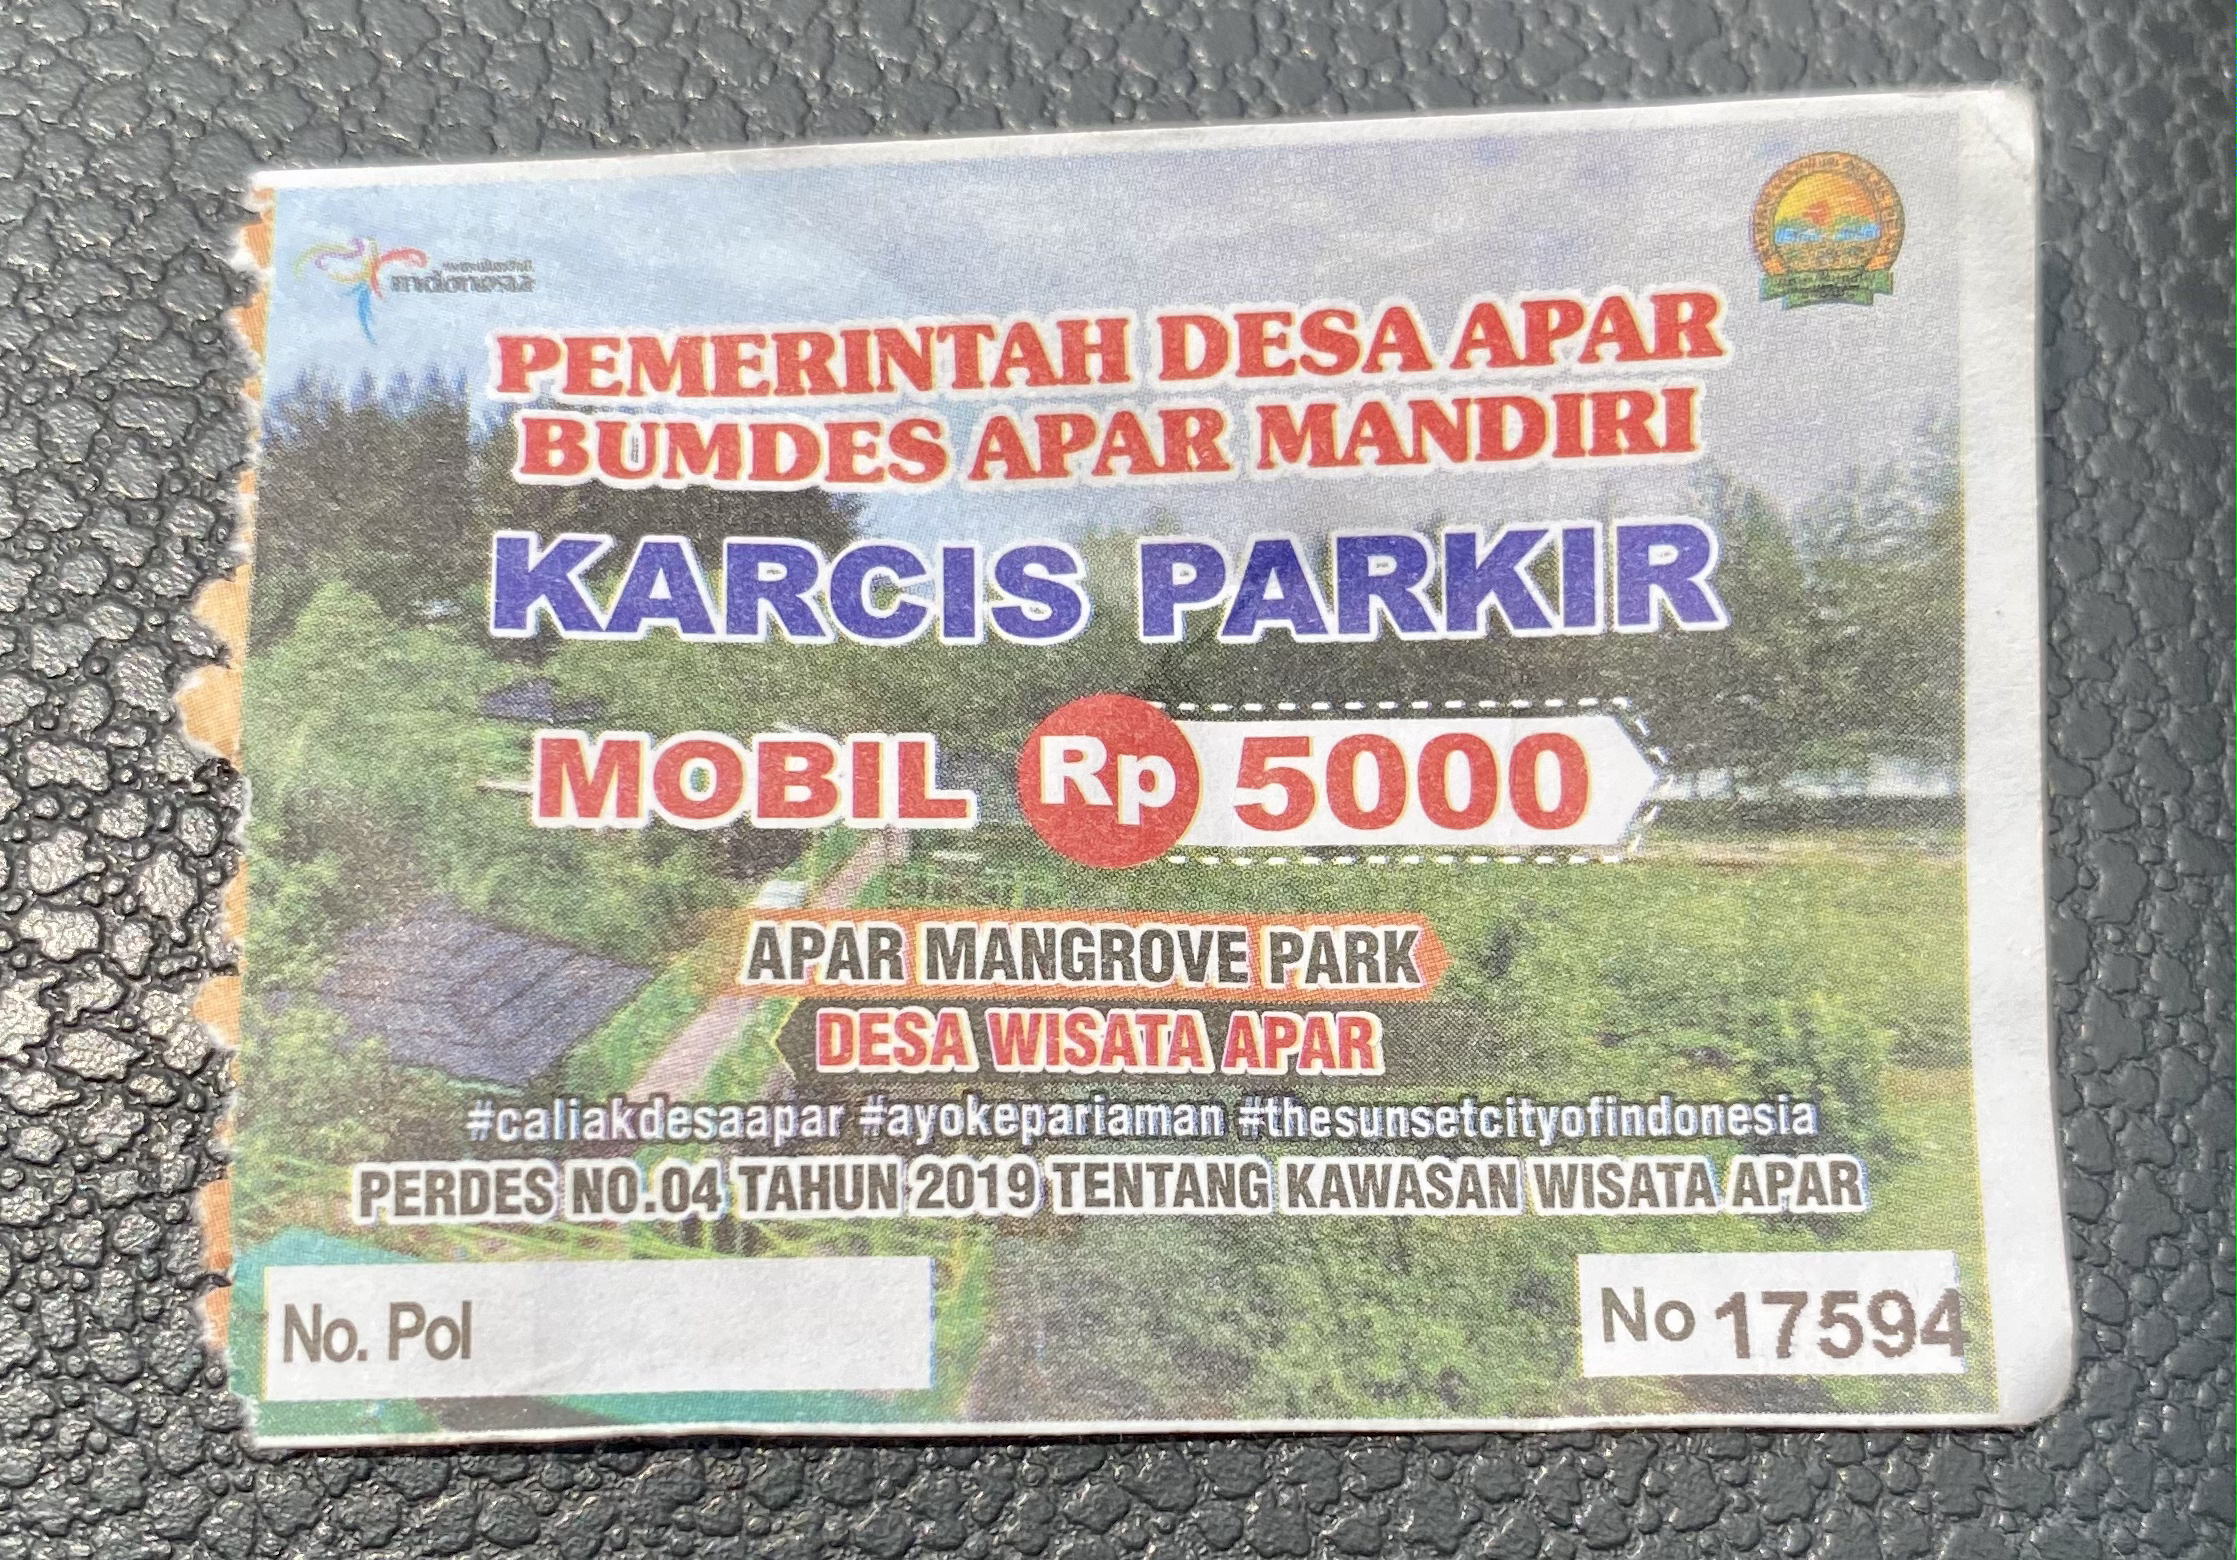 indonesia
PEMERINTAH DESA APAR
BUMDES APAR MANDIRI
KARCIS PARKIR
MOBIL Rp 5000
APAR MANGROVE PARK
DESA WISATA APAR
#caliakdesaapar #ayokepariaman #thesunsetcityofindonesia
PERDES NO.04 TAHUN 2019 TENTANG KAWASAN WISATA APAR
No. Pol
No 17594